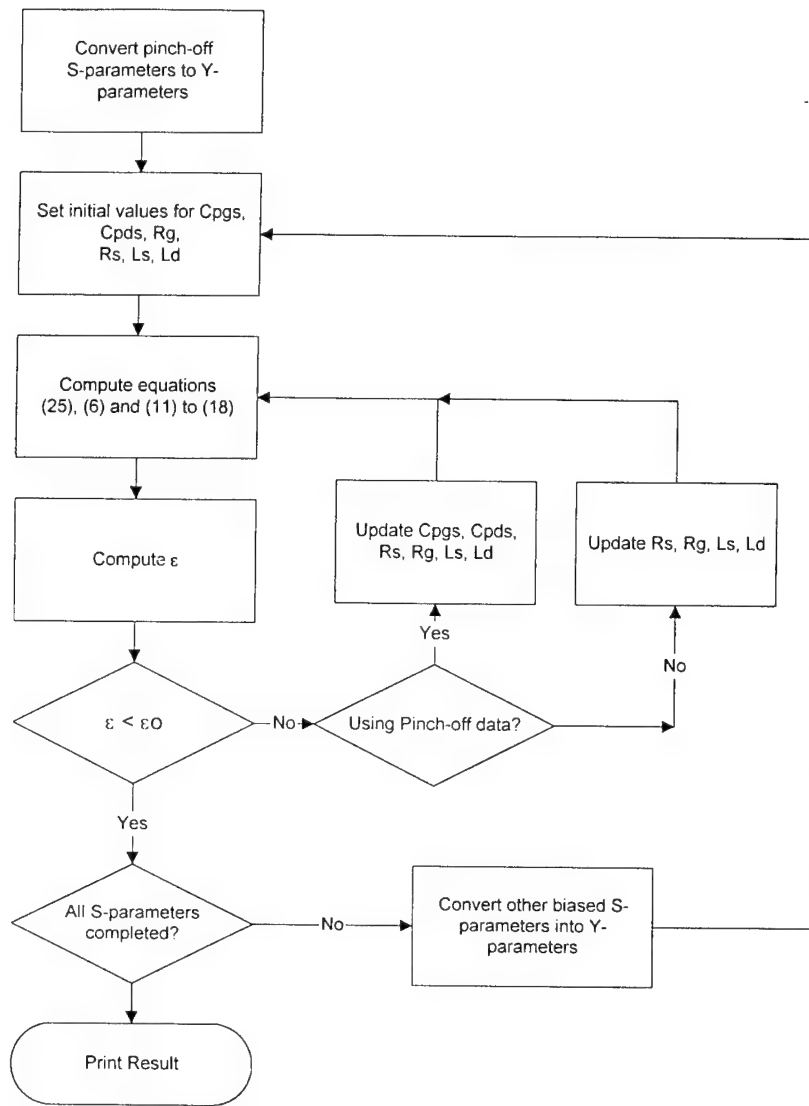 Convert pinch-off
S-parameters to Y-
parameters
Set initial values for Cpgs,
Cpds, Rg,
Rs, Ls, Ld
Compute equations
(25), (6) and (11) to (18)
Compute ε
Update Cpgs, Cpds,
Rs, Rg, Ls, Ld
Update Rs, Rg, Ls, Ld
Yes
No
ε < εo
No
Using Pinch-off data?
Yes
All S-parameters
completed?
No
Convert other biased S-
parameters into Y-
parameters
Print Result